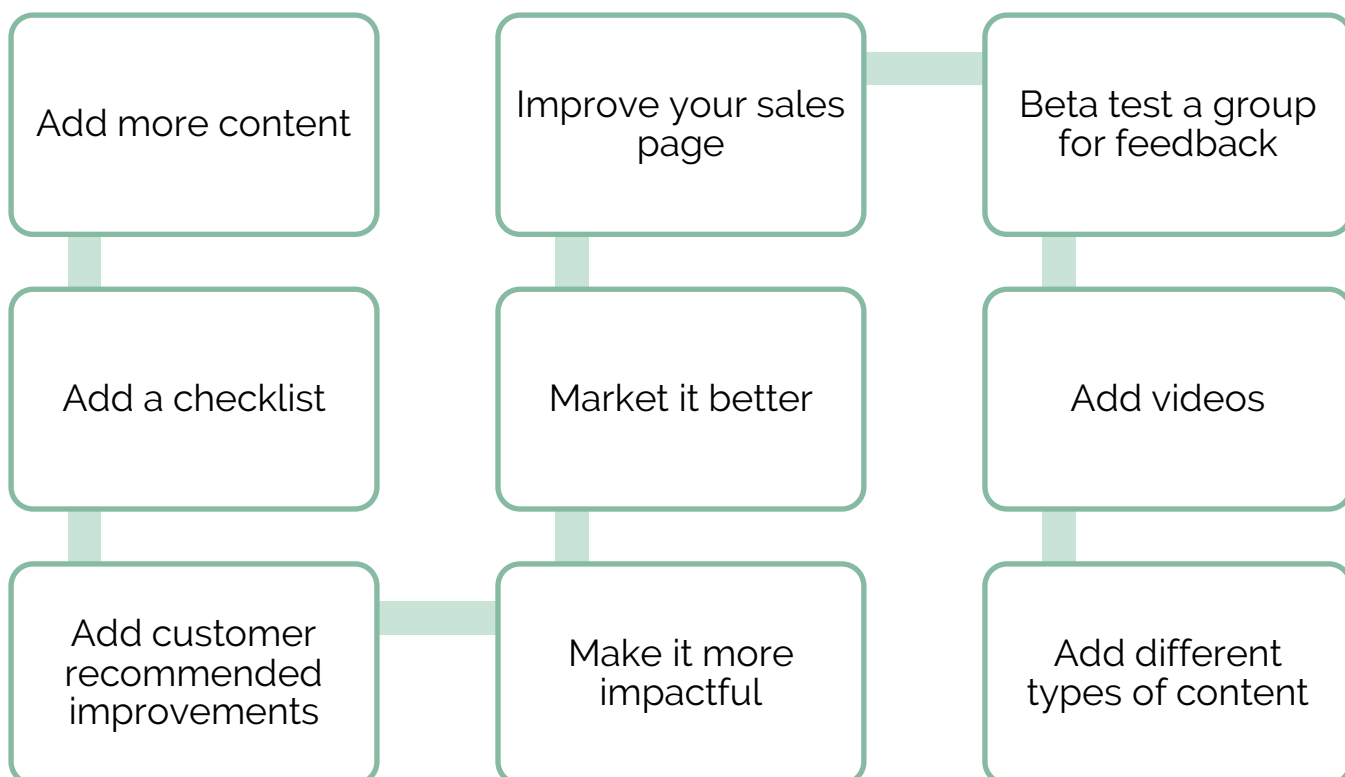 Add more content
Add a checklist
Add customer
recommended
improvements
Make it more
impactful
Market it better
Improve your sales
page
Beta test a group
for feedback
Add videos
Add different
types of content